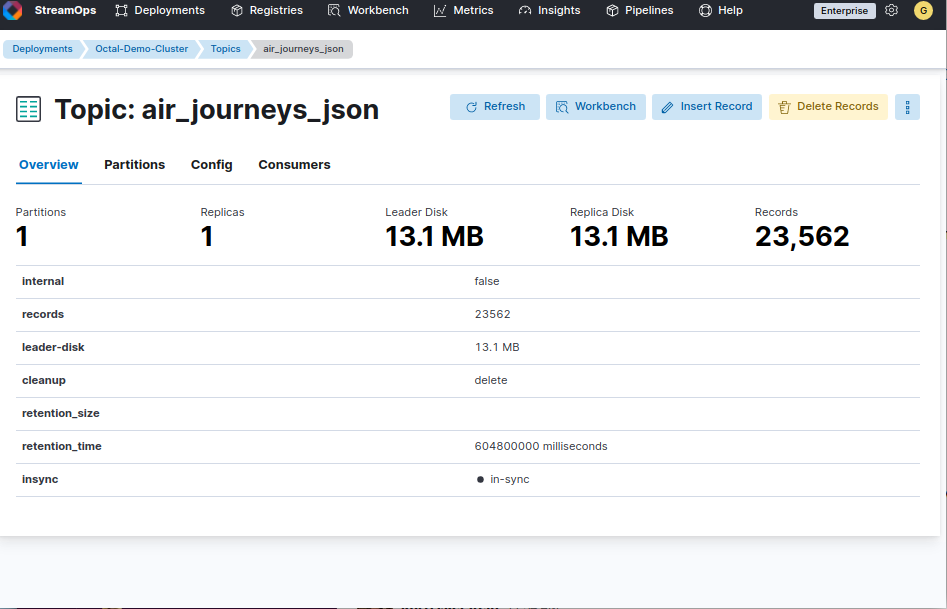 StreamOps Deployments Registries Workbench Metrics Insights Pipelines Help Enterprise G
Deployments Octal-Demo-Cluster Topics air_journeys_json
Topic: air_journeys_json Refresh Workbench Insert Record Delete Records
Overview Partitions Config Consumers
Partitions Replicas Leader Disk Replica Disk Records
1 1 13.1 MB 13.1 MB 23,562
internal false
records 23562
leader-disk 13.1 MB
cleanup delete
retention_size
retention_time 604800000 milliseconds
insync in-sync